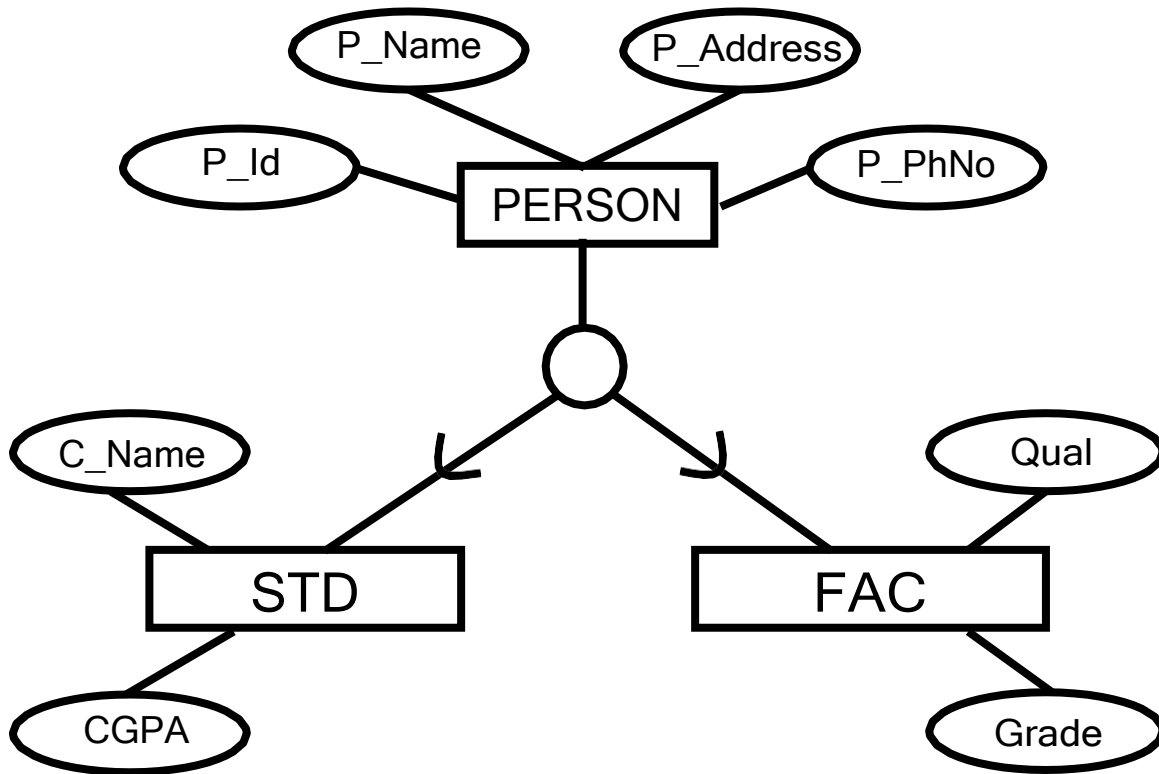 P_Name
P_Address
P_Id
P_PhNo
PERSON
C_Name
Qual
STD
FAC
CGPA
Grade